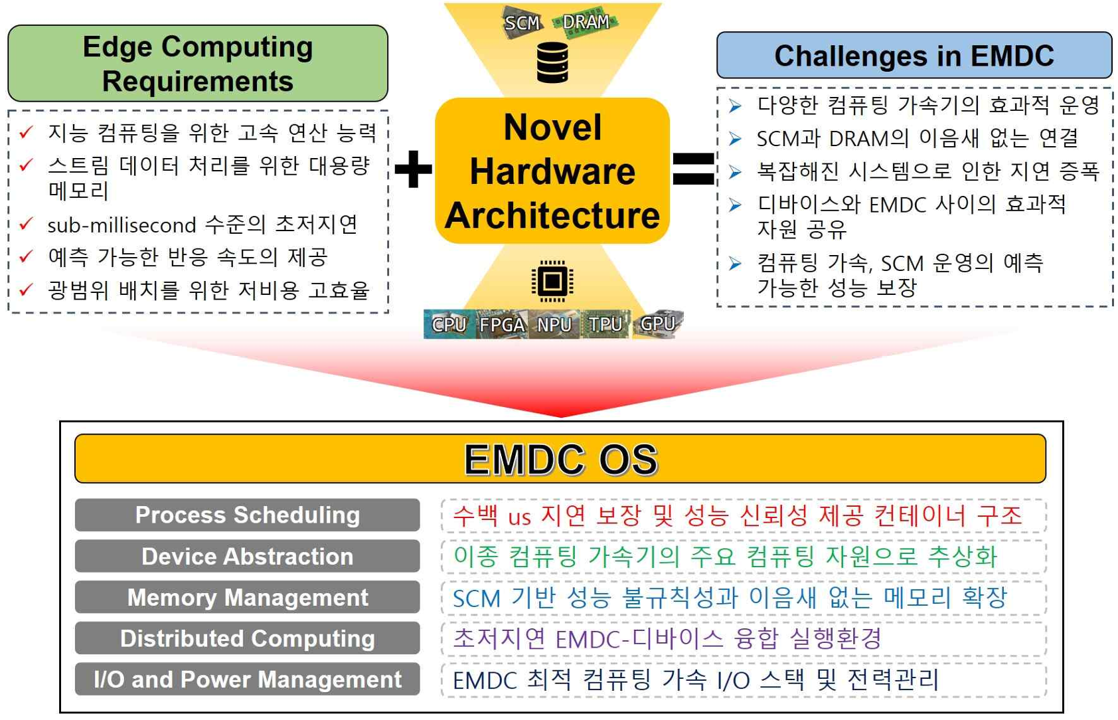 SCM DRAM
Edge Computing
Requirements
✓ 지능 컴퓨팅을 위한 고속 연산 능력
✓ 스트림 데이터 처리를 위한 대용량
메모리
✓ sub-millisecond 수준의 초저지연
✓ 예측 가능한 반응 속도의 제공
✓ 광범위 배치를 위한 저비용 고효율
+
Novel
Hardware
Architecture
CPU FPGA NPU TPU GPU
=
Challenges in EMDC
➢ 다양한 컴퓨팅 가속기의 효과적 운영
➢ SCM과 DRAM의 이음새 없는 연결
➢ 복잡해진 시스템으로 인한 지연 증폭
➢ 디바이스와 EMDC 사이의 효과적
자원 공유
➢ 컴퓨팅 가속, SCM 운영의 예측
가능한 성능 보장
EMDC OS
Process Scheduling 수백 us 지연 보장 및 성능 신뢰성 제공 컨테이너 구조
Device Abstraction 이종 컴퓨팅 가속기의 주요 컴퓨팅 자원으로 추상화
Memory Management SCM 기반 성능 불규칙성과 이음새 없는 메모리 확장
Distributed Computing 초저지연 EMDC-디바이스 융합 실행환경
I/O and Power Management EMDC 최적 컴퓨팅 가속 I/O 스택 및 전력관리